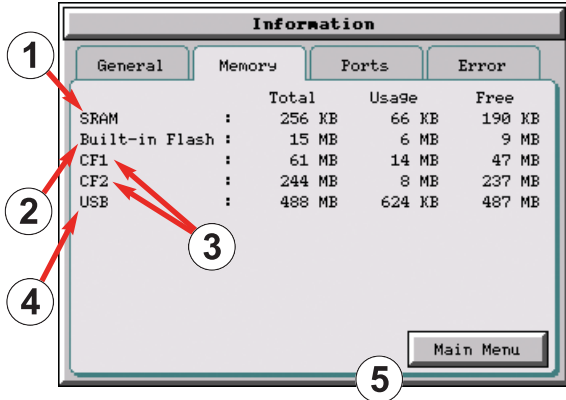 Information
General Memory Ports Error
Total Usage Free
SRAM : 256 KB 66 KB 190 KB
Built-in Flash : 15 MB 6 MB 9 MB
CF1 : 61 MB 14 MB 47 MB
CF2 : 244 MB 8 MB 237 MB
USB : 488 MB 624 KB 487 MB
Main Menu
1
2
3
4
5